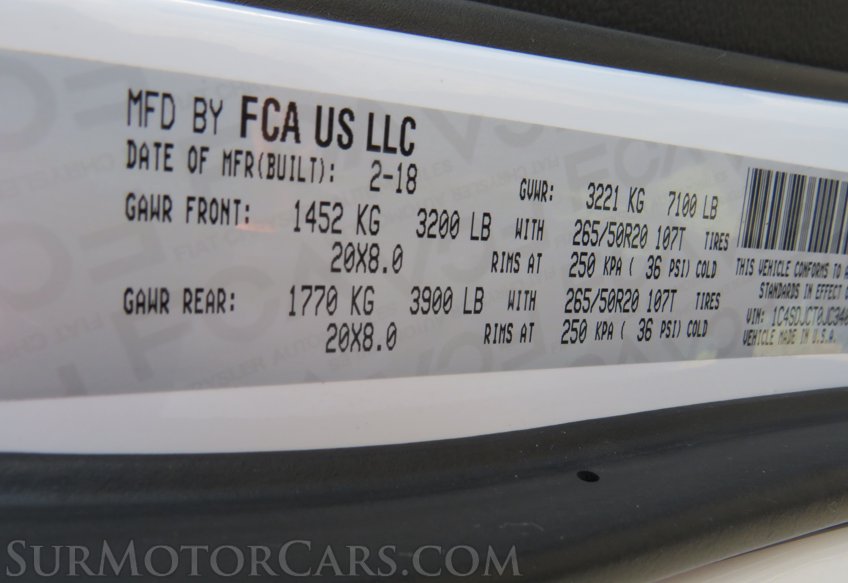 MFD BY FCA US LLC
DATE OF MFR(BUILT): 2-18 GVWR: 3221 KG 7100 LB
GAWR FRONT: 1452 KG 3200 LB WITH 265/50R20 107T TIRES
20X8.0 RIMS AT 250 KPA ( 36 PSI) COLD
GAWR REAR: 1770 KG 3900 LB WITH 265/50R20 107T TIRES
20X8.0 RIMS AT 250 KPA ( 36 PSI) COLD
THIS VEHICLE CONFORMS TO A
STANDARDS IN EFFECT O
VIN: 1C4SDJCT0JC340
VEHICLE MADE IN U.S.A.
SurMotorCars.com